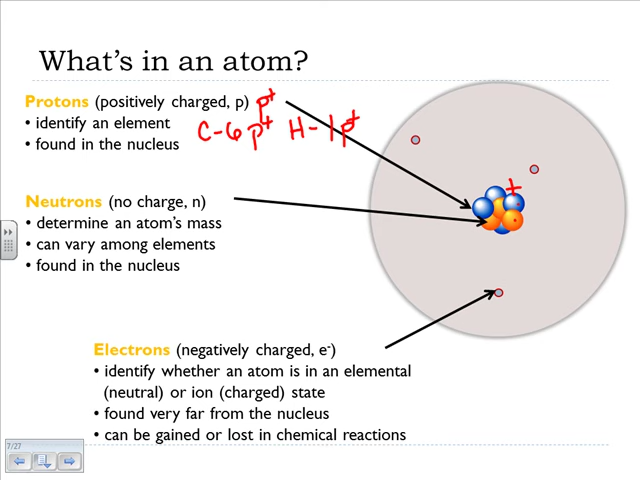 What's in an atom?
Protons (positively charged, p) p+
• identify an element
C-6p+ H-1p+
• found in the nucleus
+
Neutrons (no charge, n)
• determine an atom's mass
• can vary among elements
• found in the nucleus
Electrons (negatively charged, e-)
• identify whether an atom is in an elemental
(neutral) or ion (charged) state
• found very far from the nucleus
• can be gained or lost in chemical reactions
7/27